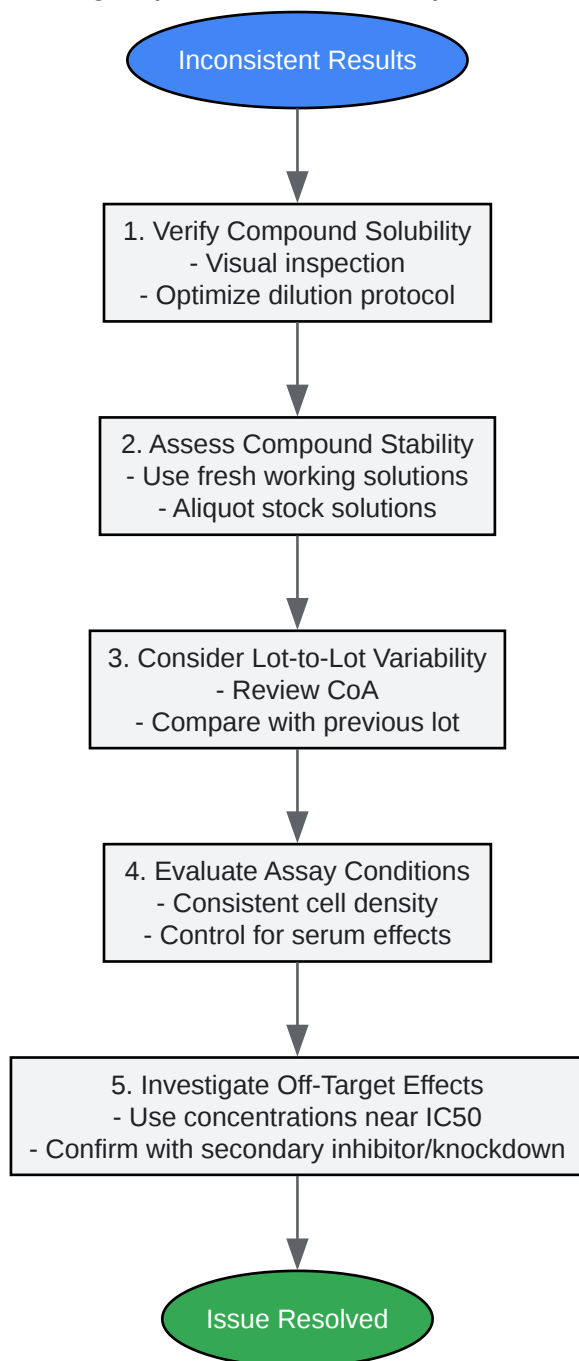 Inconsistent Results
1. Verify Compound Solubility
- Visual inspection
- Optimize dilution protocol
2. Assess Compound Stability
- Use fresh working solutions
- Aliquot stock solutions
3. Consider Lot-to-Lot Variability
- Review CoA
- Compare with previous lot
4. Evaluate Assay Conditions
- Consistent cell density
- Control for serum effects
5. Investigate Off-Target Effects
- Use concentrations near IC50
- Confirm with secondary inhibitor/knockdown
Issue Resolved